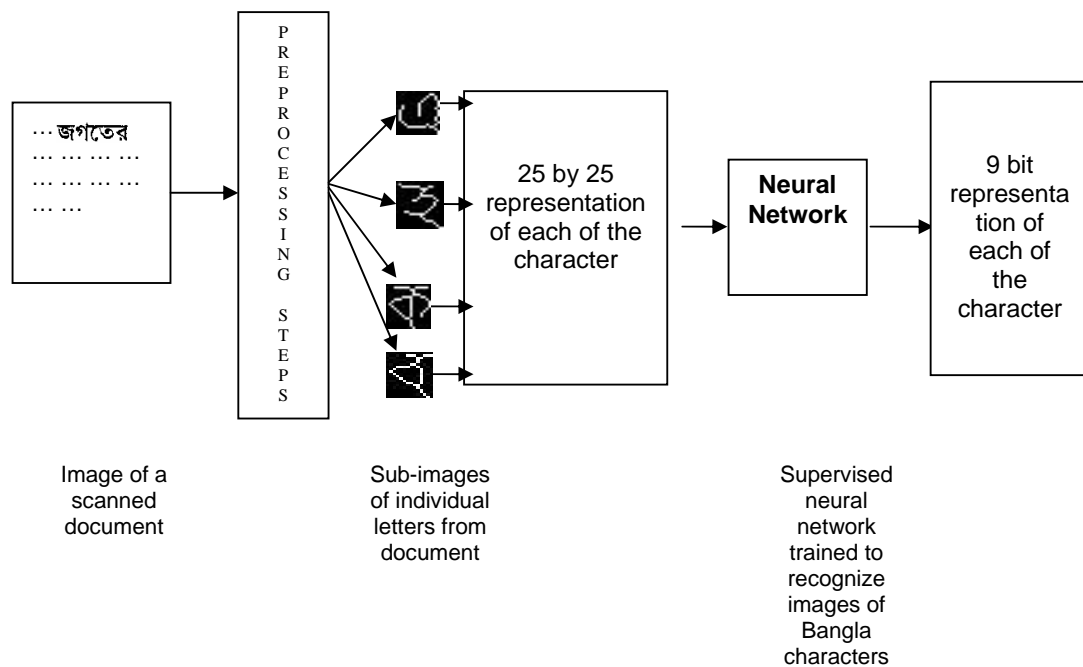 … জগতের
… … … …
… … … …
… …
PREPROCESSING STEPS
25 by 25
representation
of each of the
character
Neural
Network
9 bit
representa
tion of
each of
the
character
Image of a
scanned
document
Sub-images
of individual
letters from
document
Supervised
neural
network
trained to
recognize
images of
Bangla
characters